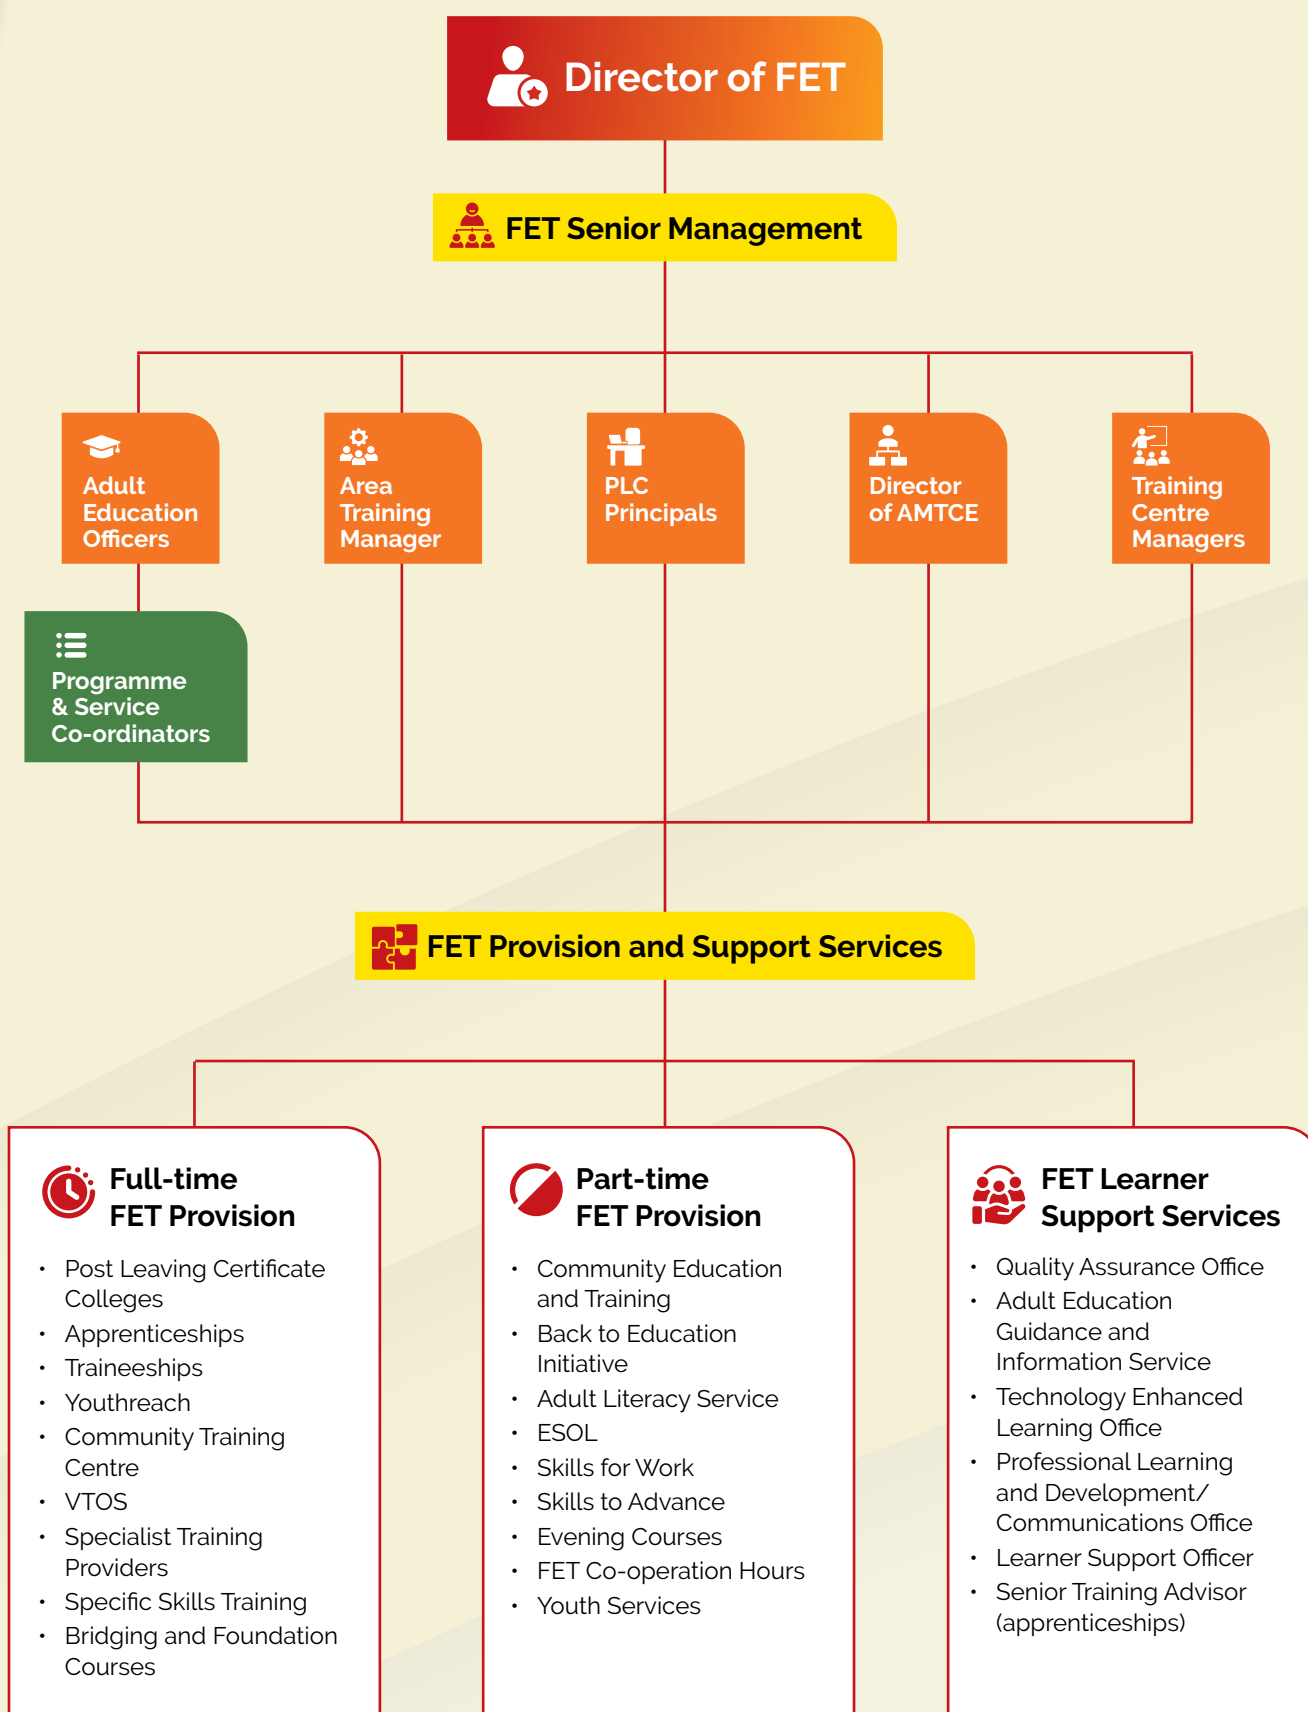 Director of FET
FET Senior Management
Adult
Education
Officers
Area
Training
Manager
PLC
Principals
Director
of AMTCE
Training
Centre
Managers
Programme
& Service
Co-ordinators
FET Provision and Support Services
Full-time
FET Provision
• Post Leaving Certificate
Colleges
• Apprenticeships
• Traineeships
• Youthreach
• Community Training
Centre
• VTOS
• Specialist Training
Providers
• Specific Skills Training
• Bridging and Foundation
Courses
Part-time
FET Provision
• Community Education
and Training
• Back to Education
Initiative
• Adult Literacy Service
• ESOL
• Skills for Work
• Skills to Advance
• Evening Courses
• FET Co-operation Hours
• Youth Services
FET Learner
Support Services
• Quality Assurance Office
• Adult Education
Guidance and
Information Service
• Technology Enhanced
Learning Office
• Professional Learning
and Development/
Communications Office
• Learner Support Officer
• Senior Training Advisor
(apprenticeships)